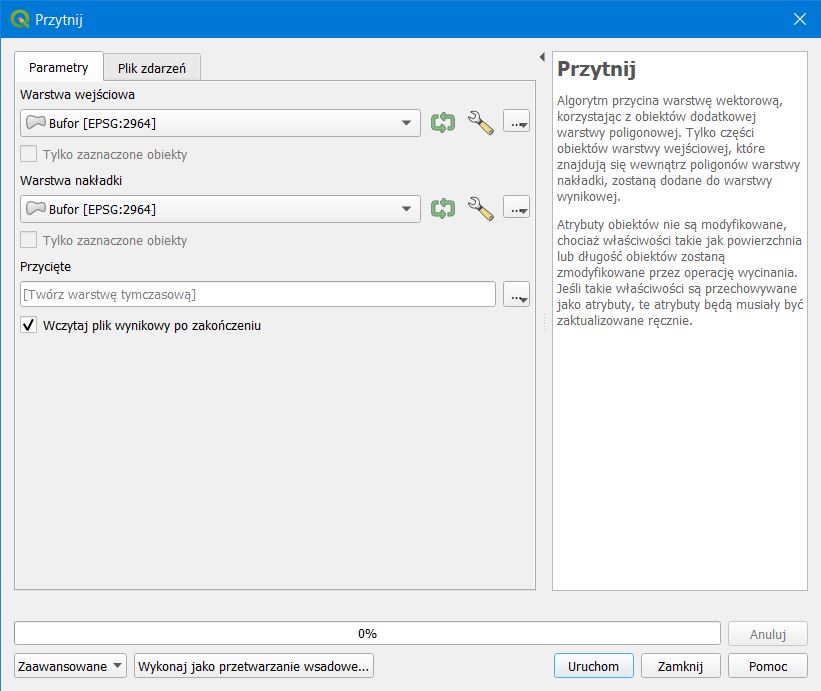 Przytnij
Parametry
Plik zdarzeń
Warstwa wejściowa
Bufor [EPSG:2964]
...
Tylko zaznaczone obiekty
Warstwa nakładki
Bufor [EPSG:2964]
...
Tylko zaznaczone obiekty
Przycięte
[Twórz warstwę tymczasową]
...
Wczytaj plik wynikowy po zakończeniu
Przytnij
Algorytm przycina warstwę wektorową,
korzystając z obiektów dodatkowej
warstwy poligonowej. Tylko części
obiektów warstwy wejściowej, które
znajdują się wewnątrz poligonów warstwy
nakładki, zostaną dodane do warstwy
wynikowej.
Atrybuty obiektów nie są modyfikowane,
chociaż właściwości takie jak powierzchnia
lub długość obiektów zostaną
zmodyfikowane przez operację wycinania.
Jeśli takie właściwości są przechowywane
jako atrybuty, te atrybuty będą musiały być
zaktualizowane ręcznie.
0%
Anuluj
Zaawansowane
Wykonaj jako przetwarzanie wsadowe...
Uruchom
Zamknij
Pomoc